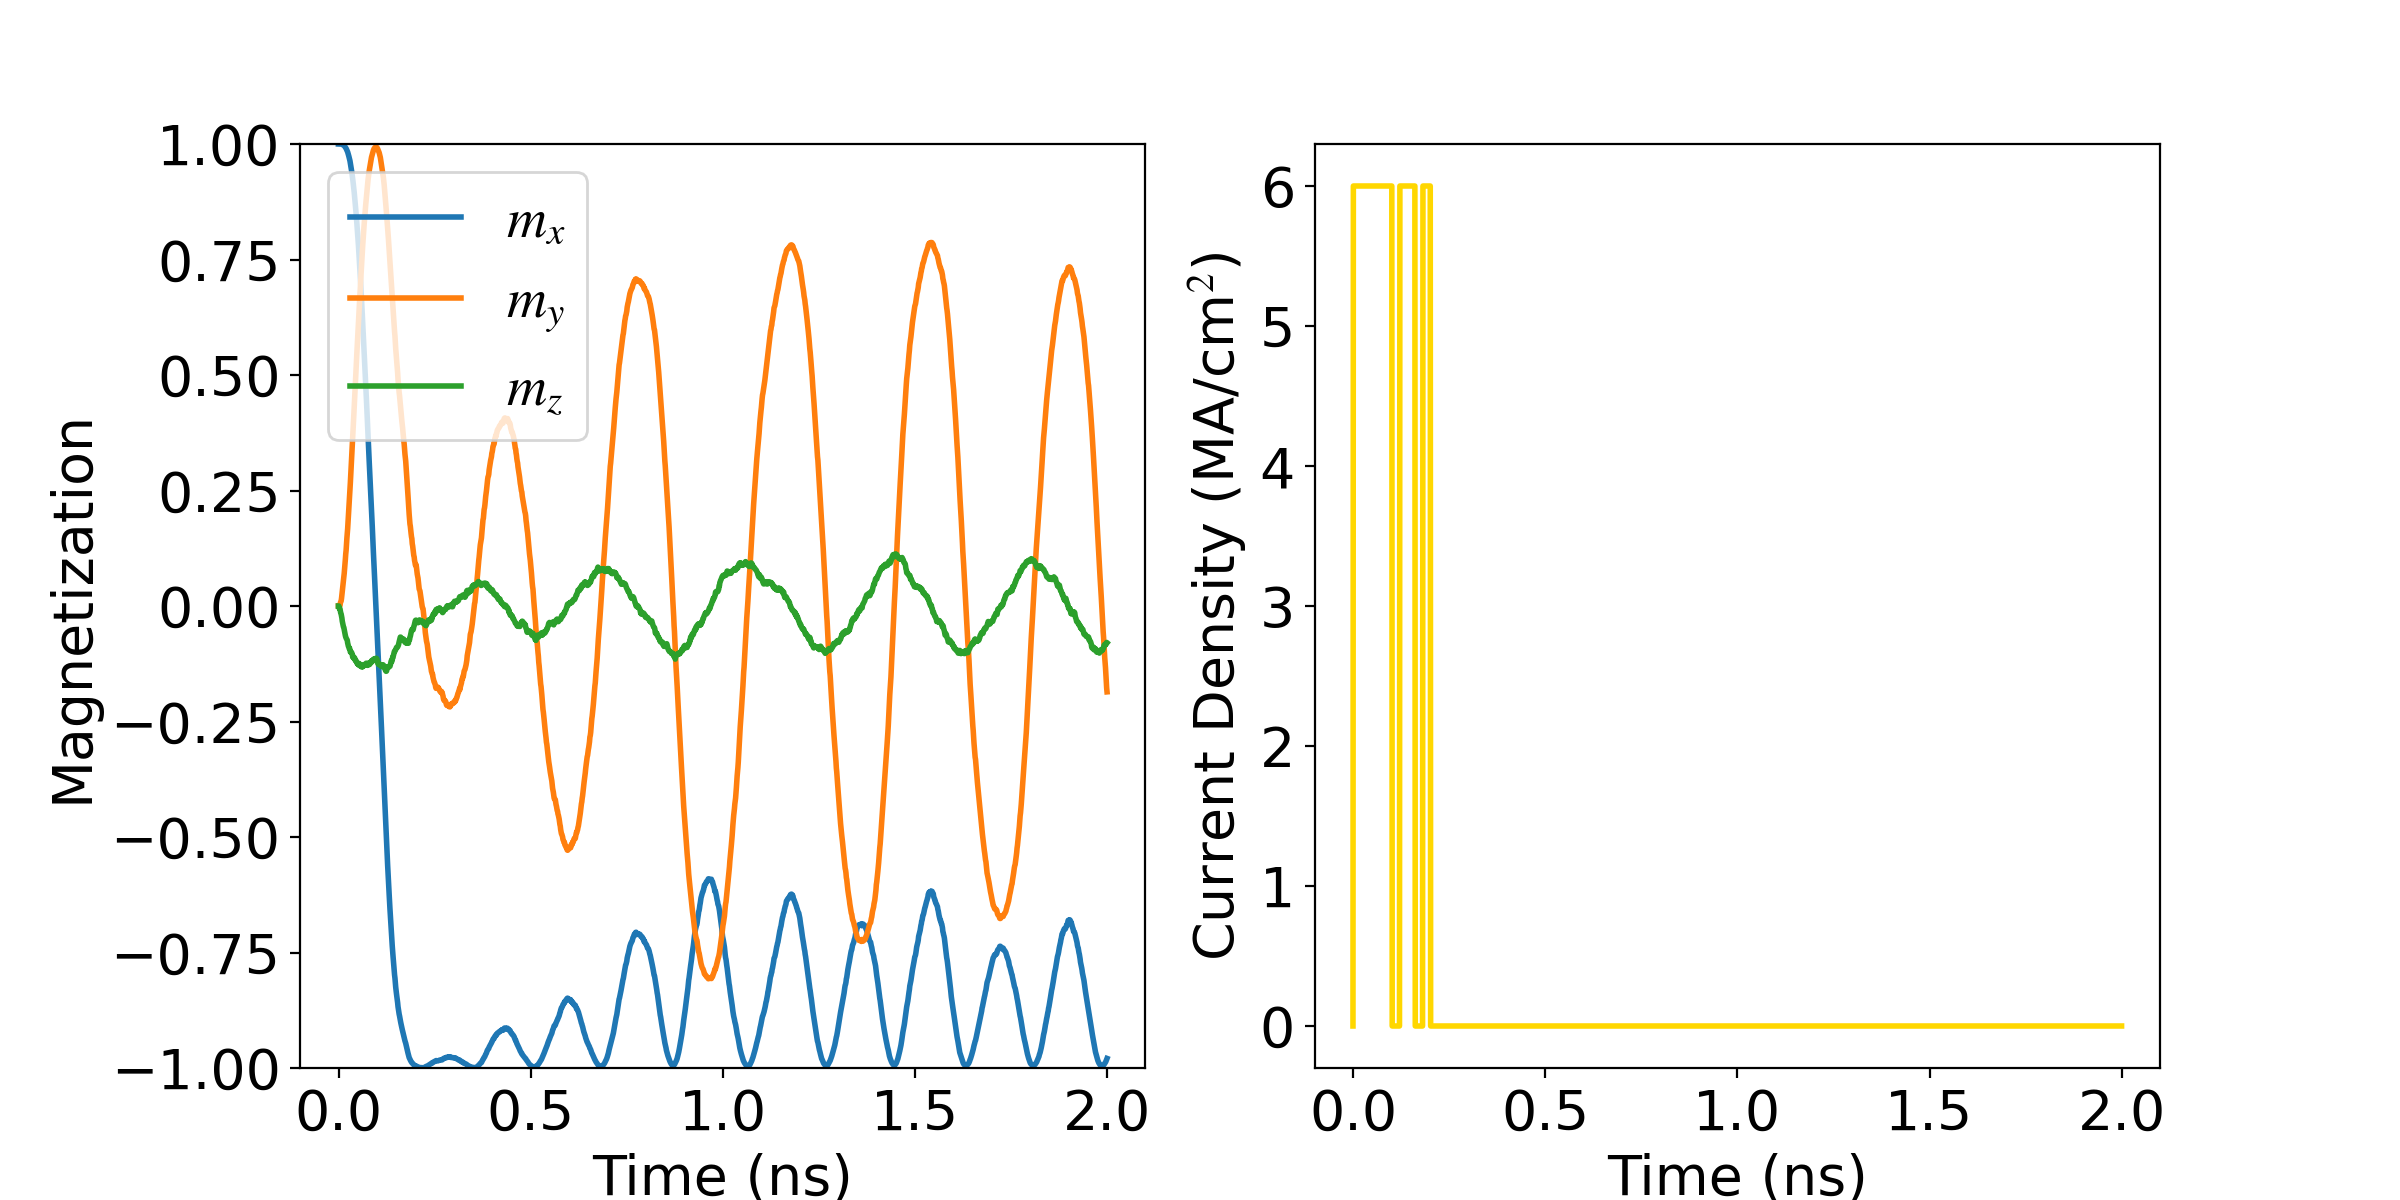 Magnetization
1.00
0.75
0.50
0.25
0.00
−0.25
−0.50
−0.75
−1.00
m_x
m_y
m_z
0.0 0.5 1.0 1.5 2.0
Time (ns)
Current Density (MA/cm²)
6
5
4
3
2
1
0
0.0 0.5 1.0 1.5 2.0
Time (ns)